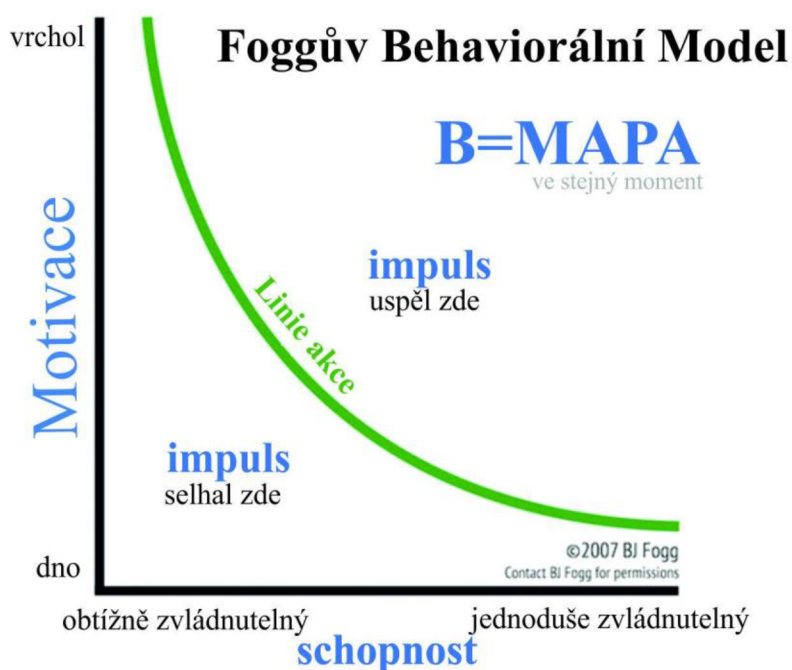 vrchol
Foggův Behaviorální Model
B=MAPA
ve stejný moment
Motivace
impuls
uspěl zde
Linie akce
impuls
selhal zde
©2007 BJ Fogg
Contact BJ Fogg for permissions
dno
obtížně zvládnutelný
jednoduše zvládnutelný
schopnost